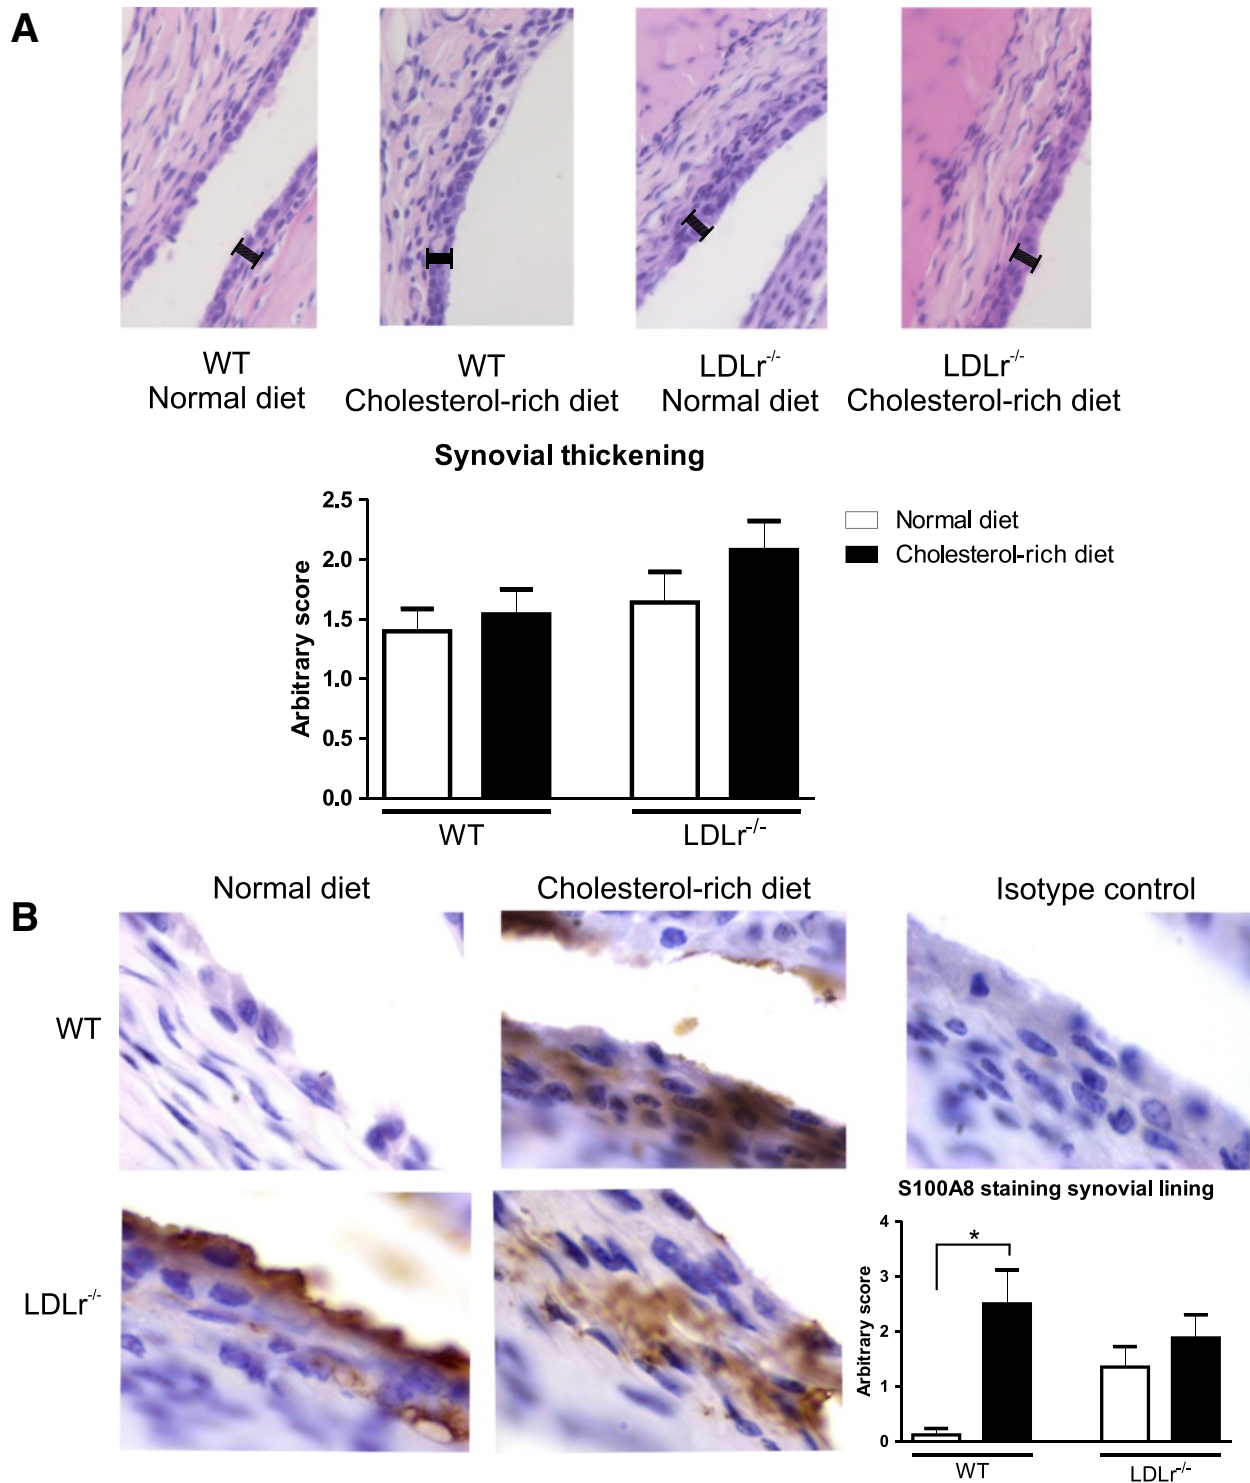 A
WT
Normal diet
WT
Cholesterol-rich diet
LDLr-/-
Normal diet
LDLr-/-
Cholesterol-rich diet
Synovial thickening
2.5
2.0
1.5
1.0
0.5
0.0
Arbitrary score
WT
LDLr-/-
Normal diet
Cholesterol-rich diet
B
Normal diet
Cholesterol-rich diet
Isotype control
WT
LDLr-/-
S100A8 staining synovial lining
4
3
2
1
0
Arbitrary score
*
WT
LDLr-/-